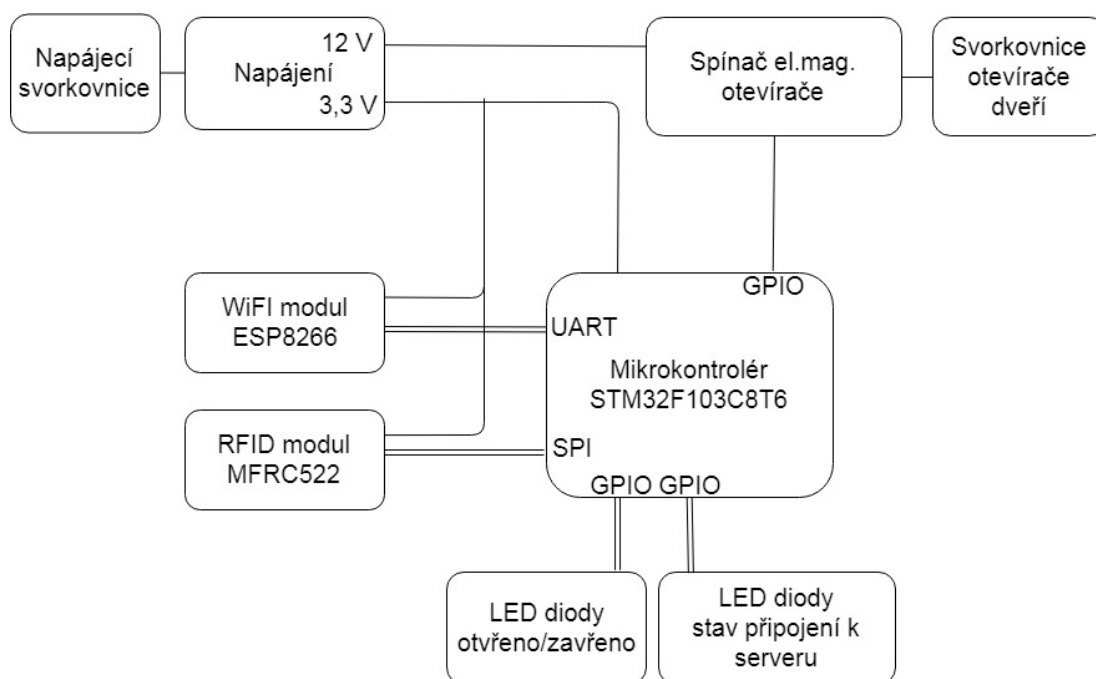 Napájecí
svorkovnice
12 V
Napájení
3,3 V
Spínač el.mag.
otevírače
Svorkovnice
otevírače
dveří
WiFI modul
ESP8266
GPIO
UART
Mikrokontrolér
STM32F103C8T6
RFID modul
MFRC522
SPI
GPIO GPIO
LED diody
otvřeno/zavřeno
LED diody
stav připojení k
serveru